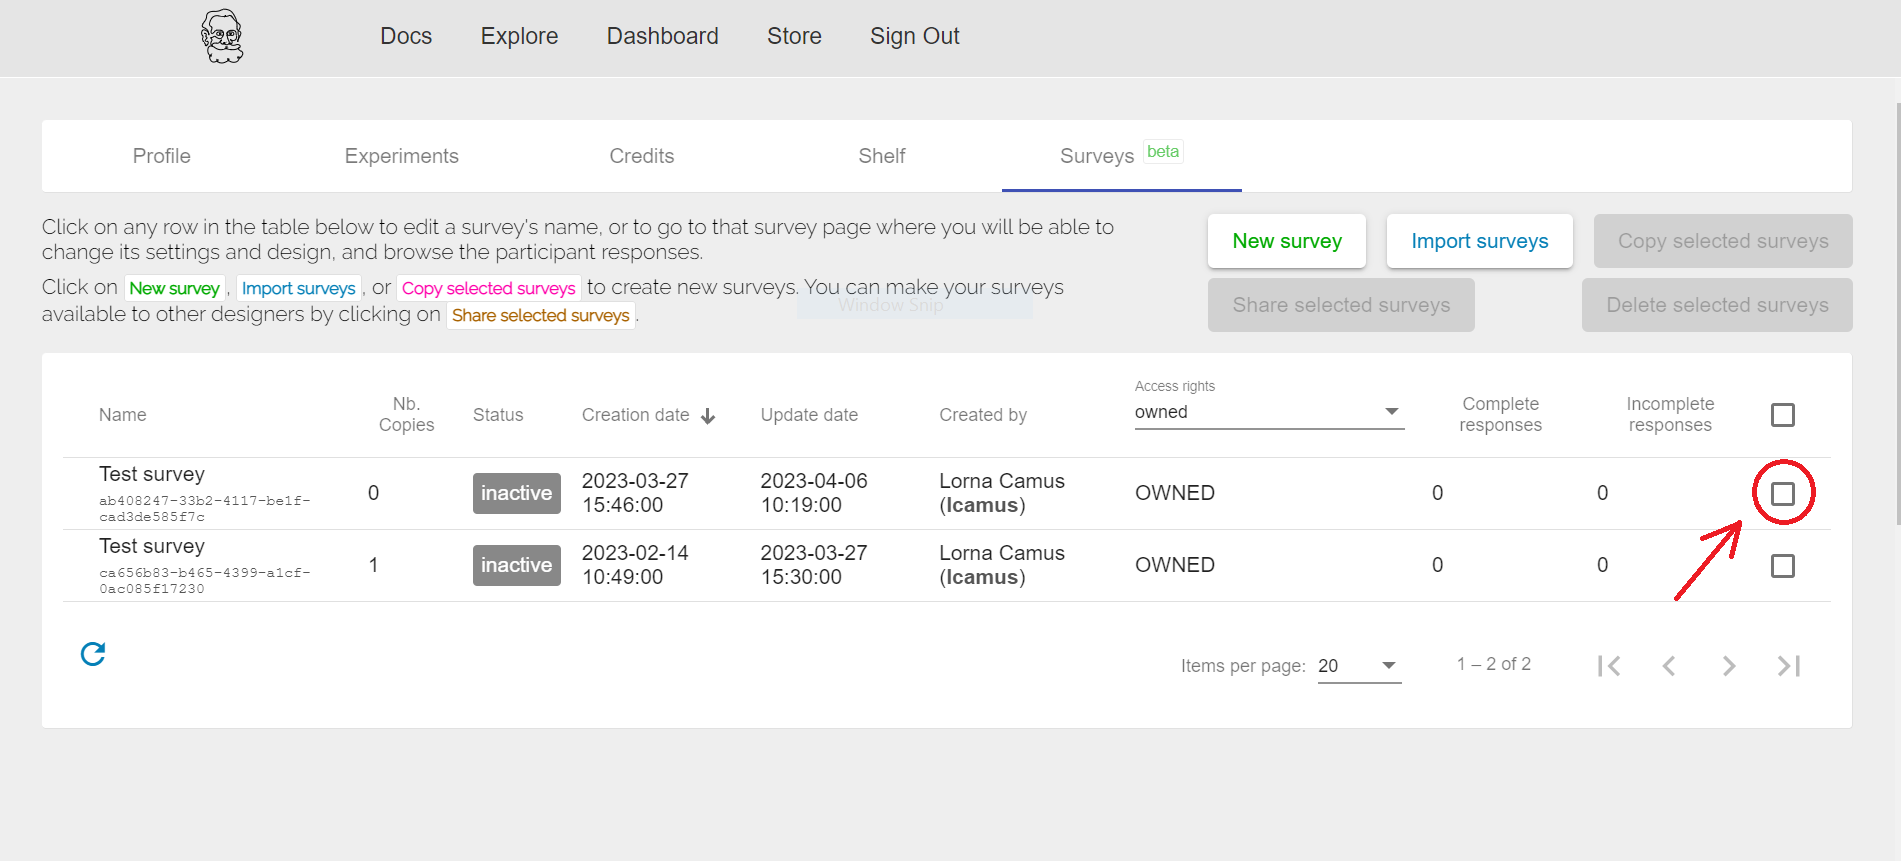 Docs Explore Dashboard Store Sign Out
Profile Experiments Credits Shelf Surveys beta
Click on any row in the table below to edit a survey's name, or to go to that survey page where you will be able to
change its settings and design, and browse the participant responses.
Click on New survey, Import surveys, or Copy selected surveys to create new surveys. You can make your surveys
available to other designers by clicking on Share selected surveys.
Window Snip
New survey Import surveys Copy selected surveys
Share selected surveys Delete selected surveys
Name Nb. Copies Status Creation date Update date Created by Access rights owned Complete responses Incomplete responses
Test survey
ab408247-33b2-4117-be1f-
cad3de585f7c
0 inactive 2023-03-27 15:46:00 2023-04-06 10:19:00 Lorna Camus (lcamus) OWNED 0 0
Test survey
ca656b83-b465-4399-a1cf-
0ac085f17230
1 inactive 2023-02-14 10:49:00 2023-03-27 15:30:00 Lorna Camus (lcamus) OWNED 0 0
Items per page: 20 1 – 2 of 2